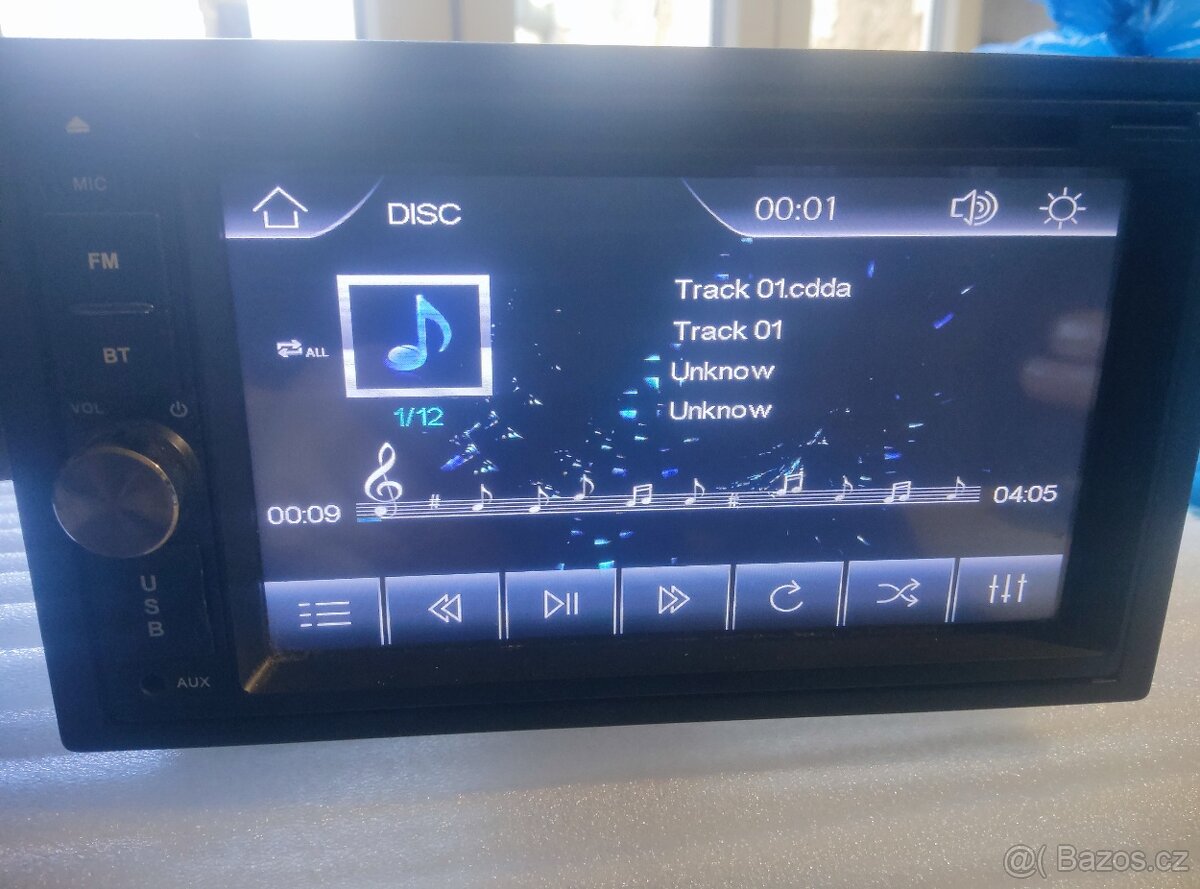 MIC
FM
BT
VOL
USB
AUX
DISC
00:01
Track 01.cdda
Track 01
Unknow
Unknow
ALL
1/12
00:09
04:05
@( Bazos.cz